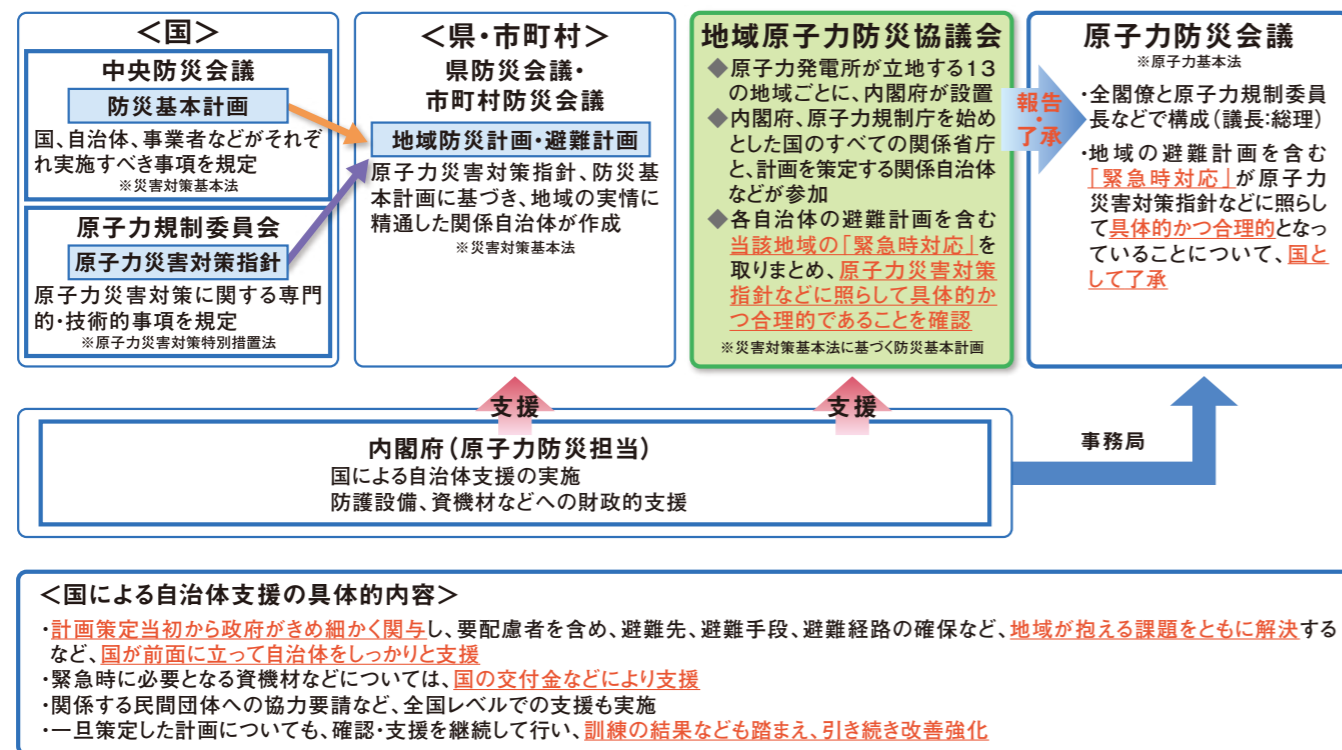 <国>
中央防災会議
防災基本計画
国、自治体、事業者などがそれぞ
れ実施すべき事項を規定
※災害対策基本法
原子力規制委員会
原子力災害対策指針
原子力災害対策に関する専門
的・技術的事項を規定
※原子力災害対策特別措置法
<県・市町村>
県防災会議・
市町村防災会議
地域防災計画・避難計画
原子力災害対策指針、防災基
本計画に基づき、地域の実情に
精通した関係自治体が作成
※災害対策基本法
地域原子力防災協議会
◆原子力発電所が立地する13
の地域ごとに、内閣府が設置
◆内閣府、原子力規制庁を始め
とした国のすべての関係省庁
と、計画を策定する関係自治体
などが参加
◆各自治体の避難計画を含む
当該地域の「緊急時対応」を
取りまとめ、原子力災害対策
指針などに照らして具体的か
つ合理的であることを確認
※災害対策基本法に基づく防災基本計画
報告
・
了承
原子力防災会議
※原子力基本法
・全閣僚と原子力規制委員
長などで構成(議長:総理)
・地域の避難計画を含む
「緊急時対応」が原子力
災害対策指針などに照らし
て具体的かつ合理的となっ
ていることについて、国と
して了承
支援
支援
内閣府(原子力防災担当)
国による自治体支援の実施
防護設備、資機材などへの財政的支援
事務局
<国による自治体支援の具体的内容>
・計画策定当初から政府がきめ細かく関与し、要配慮者を含め、避難先、避難手段、避難経路の確保など、地域が抱える課題をともに解決する
など、国が前面に立って自治体をしっかりと支援
・緊急時に必要となる資機材などについては、国の交付金などにより支援
・関係する民間団体への協力要請など、全国レベルでの支援も実施
・一旦策定した計画についても、確認・支援を継続して行い、訓練の結果なども踏まえ、引き続き改善強化